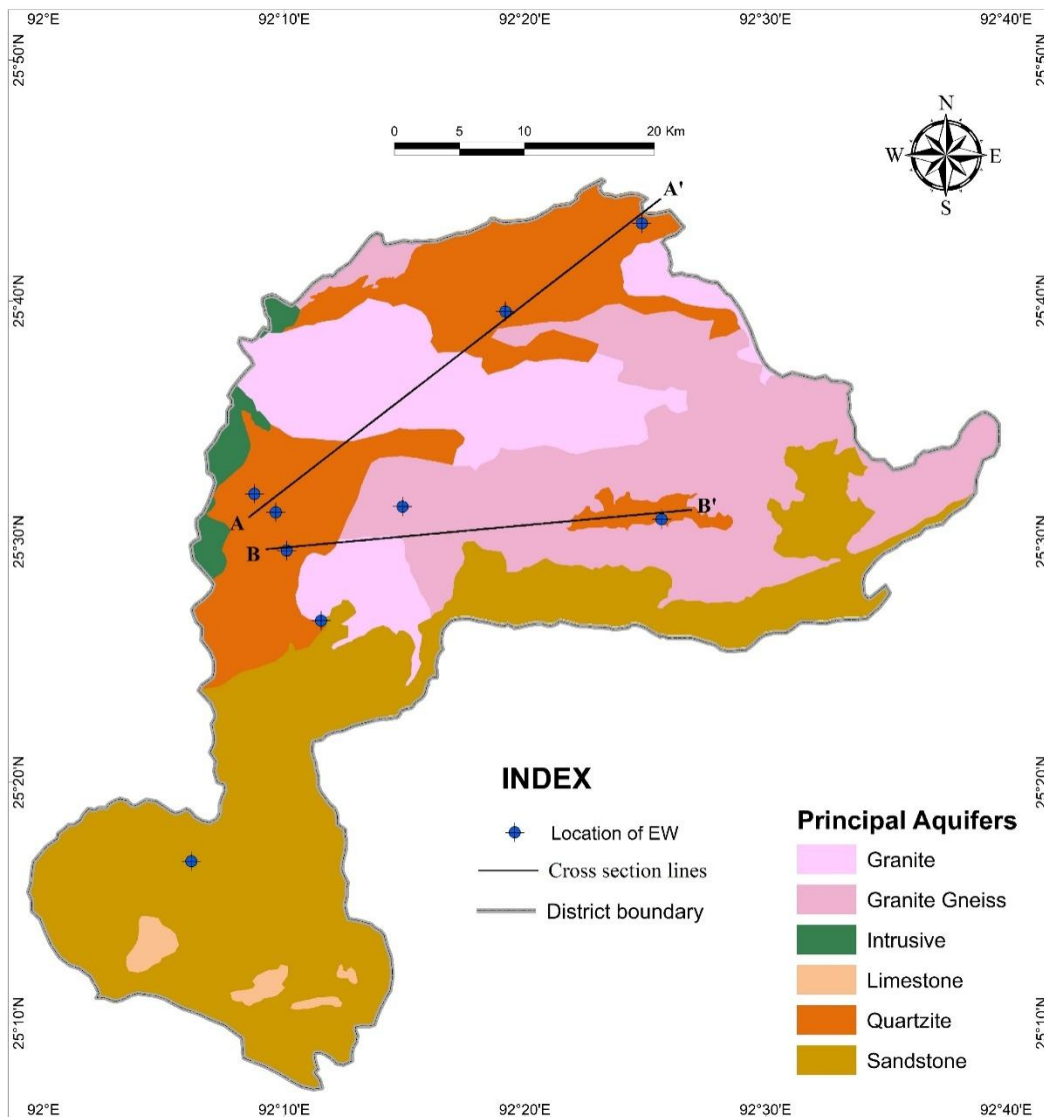 92°E 92°10'E 92°20'E 92°30'E 92°40'E
25°50'N 25°50'N
N
W E
S
0 5 10 20 Km
A'
25°40'N 25°40'N
A
B'
B
25°30'N 25°30'N
25°20'N 25°20'N
INDEX
Location of EW
Cross section lines
District boundary
Principal Aquifers
Granite
Granite Gneiss
Intrusive
Limestone
Quartzite
Sandstone
25°10'N 25°10'N
92°E 92°10'E 92°20'E 92°30'E 92°40'E